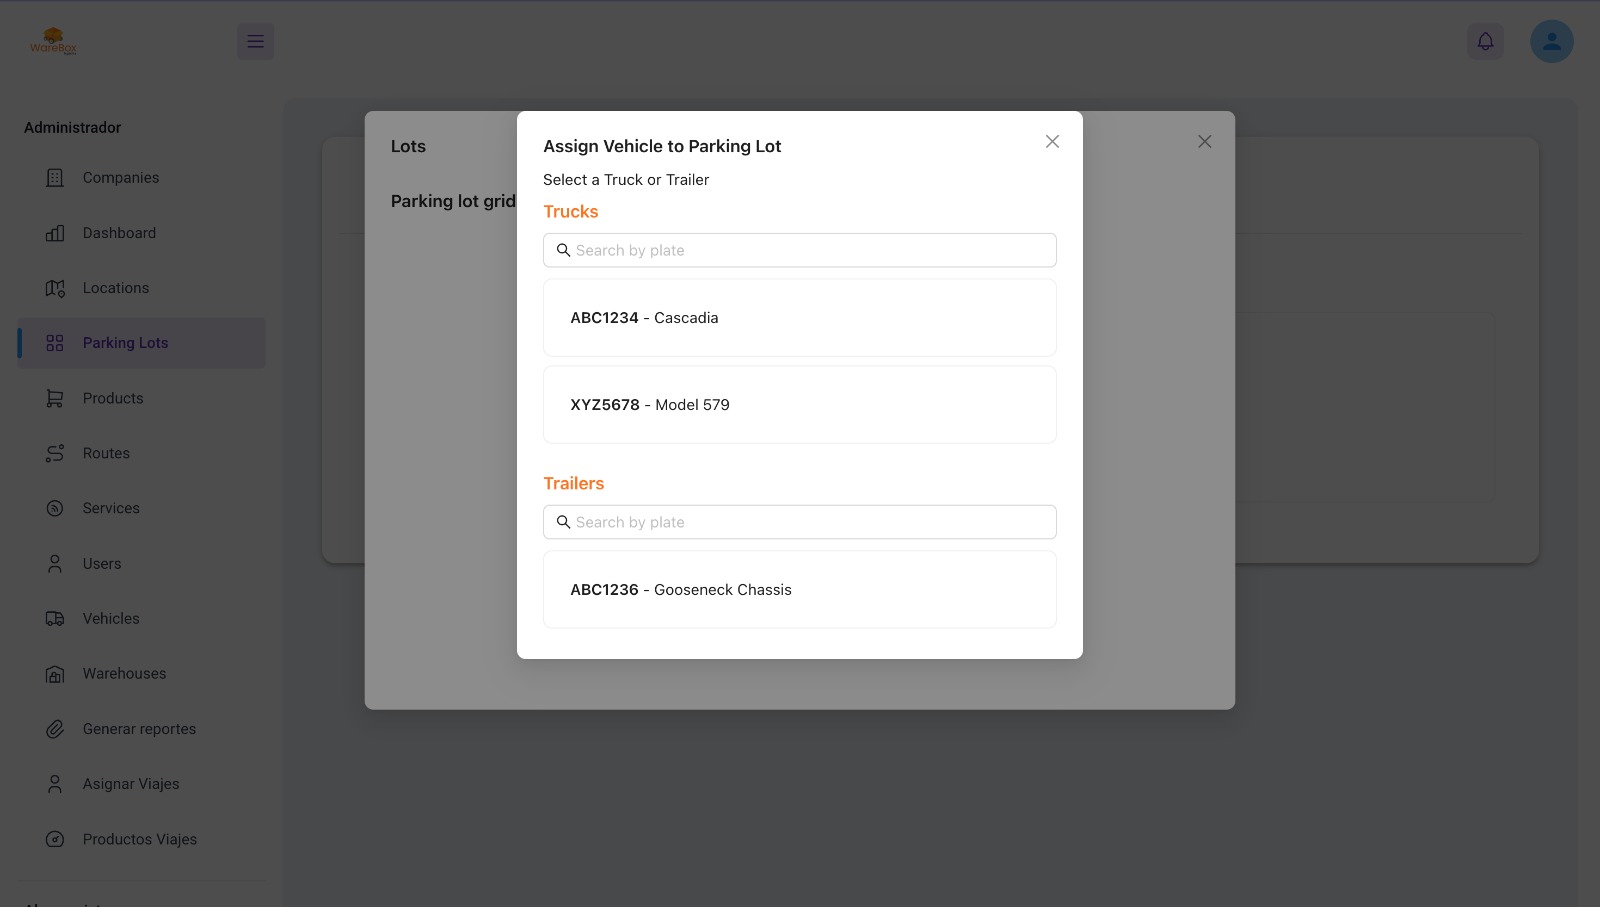 WareBox
Administrador
Companies
Dashboard
Locations
Parking Lots
Products
Routes
Services
Users
Vehicles
Warehouses
Generar reportes
Asignar Viajes
Productos Viajes
Lots
Parking lot grid
Assign Vehicle to Parking Lot
Select a Truck or Trailer
Trucks
Search by plate
ABC1234 - Cascadia
XYZ5678 - Model 579
Trailers
Search by plate
ABC1236 - Gooseneck Chassis